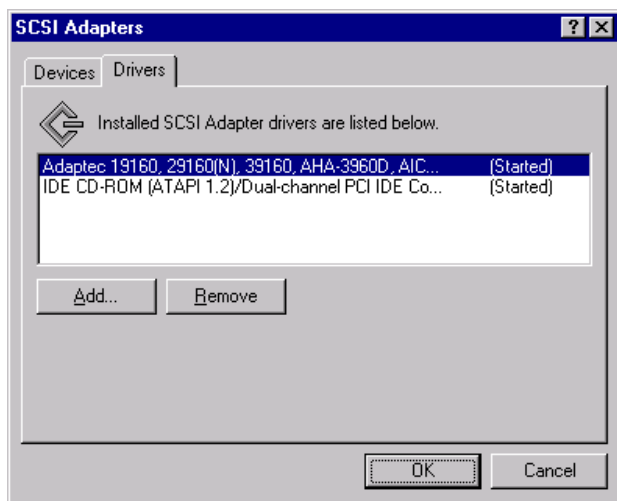 SCSI Adapters
Devices Drivers
Installed SCSI Adapter drivers are listed below.
Adaptec 19160, 29160(N), 39160, AHA-3960D, AIC... (Started)
IDE CD-ROM (ATAPI 1.2)/Dual-channel PCI IDE Co... (Started)
Add... Remove
OK Cancel